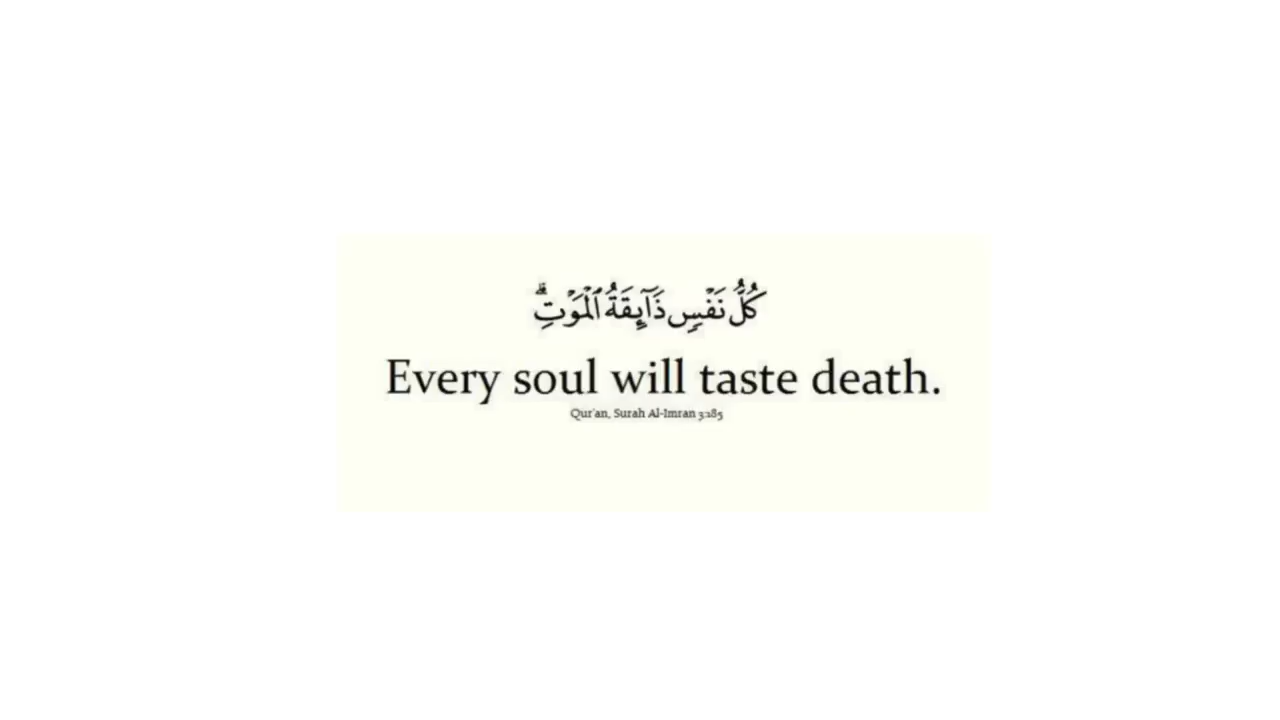 كُلُّ نَفۡسٖ ذَآئِقَةُ ٱلۡمَوۡتِۗ
Every soul will taste death.
Qur'an, Surah Al-Imran 3:185